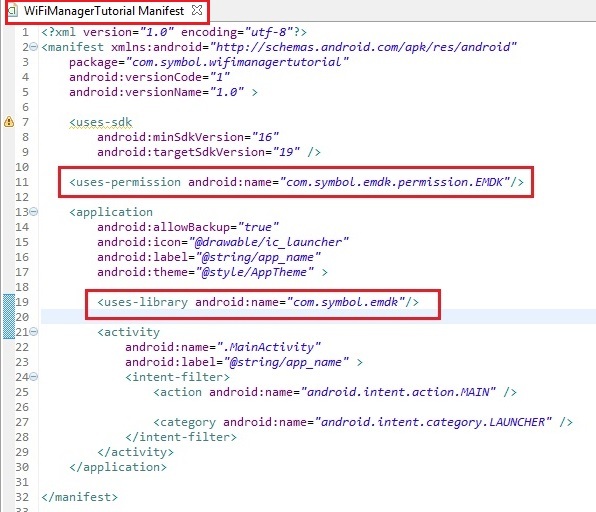 WiFiManagerTutorial Manifest
1 <?xml version="1.0" encoding="utf-8"?>
2 <manifest xmlns:android="http://schemas.android.com/apk/res/android"
3 package="com.symbol.wifimanagertutorial"
4 android:versionCode="1"
5 android:versionName="1.0" >
6
7 <uses-sdk
8 android:minSdkVersion="16"
9 android:targetSdkVersion="19" />
10
11 <uses-permission android:name="com.symbol.emdk.permission.EMDK"/>
12
13 <application
14 android:allowBackup="true"
15 android:icon="@drawable/ic_launcher"
16 android:label="@string/app_name"
17 android:theme="@style/AppTheme" >
18
19 <uses-library android:name="com.symbol.emdk"/>
20
21 <activity
22 android:name=".MainActivity"
23 android:label="@string/app_name" >
24 <intent-filter>
25 <action android:name="android.intent.action.MAIN" />
26
27 <category android:name="android.intent.category.LAUNCHER" />
28 </intent-filter>
29 </activity>
30 </application>
31
32 </manifest>
33